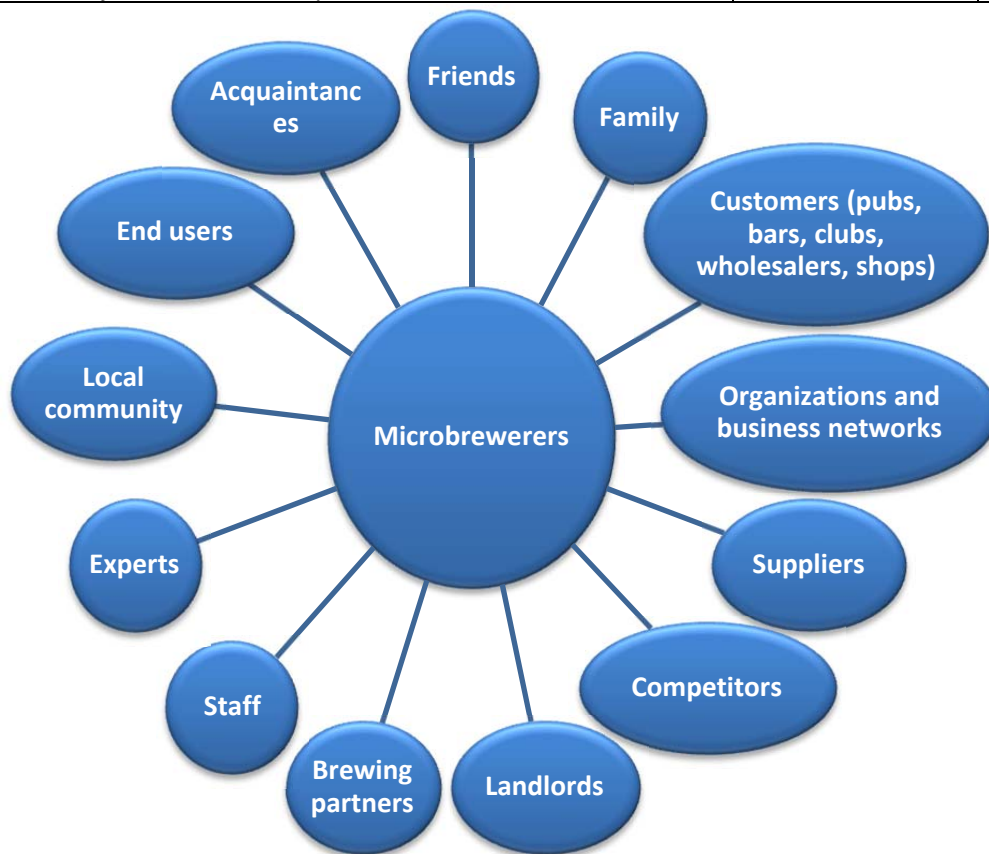 Friends
Acquaintanc
es
Family
Customers (pubs,
bars, clubs,
wholesalers, shops)
End users
Local
community
Organizations and
business networks
Microbrewerers
Experts
Suppliers
Competitors
Staff
Brewing
partners
Landlords